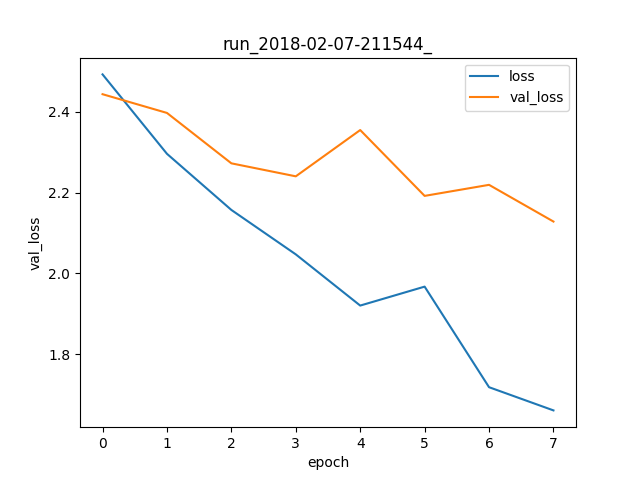 run_2018-02-07-211544_
loss
val_loss
val_loss
2.4
2.2
2.0
1.8
0 1 2 3 4 5 6 7
epoch